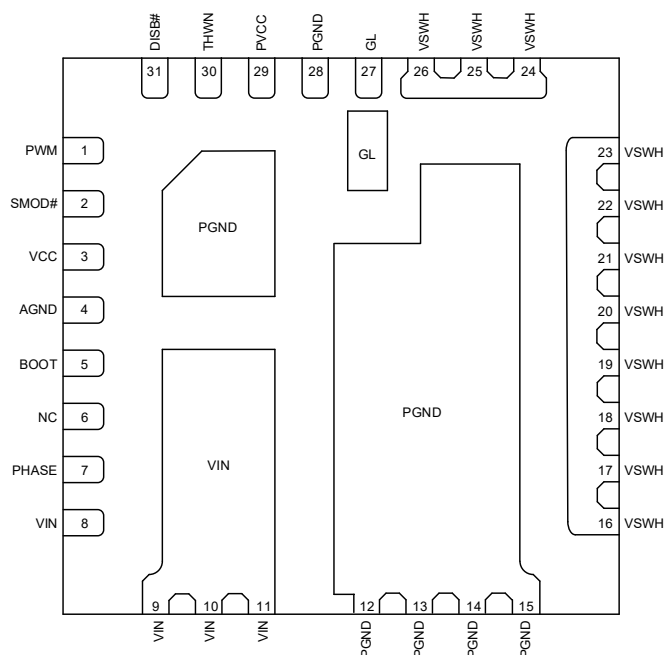 DISB# THWN PVCC PGND GL VSWH VSWH VSWH
31 30 29 28 27 26 25 24
PWM 1
SMOD# 2
VCC 3
AGND 4
BOOT 5
NC 6
PHASE 7
VIN 8
PGND
GL
VIN
PGND
23 VSWH
22 VSWH
21 VSWH
20 VSWH
19 VSWH
18 VSWH
17 VSWH
16 VSWH
9 10 11 12 13 14 15
VIN VIN VIN PGND PGND PGND PGND